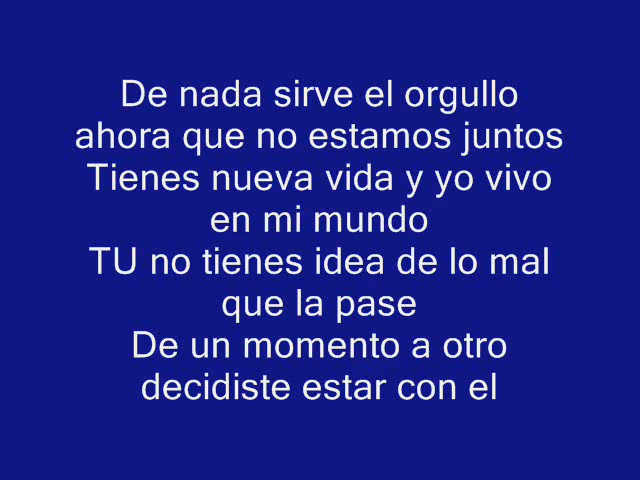 De nada sirve el orgullo
ahora que no estamos juntos
Tienes nueva vida y yo vivo
en mi mundo
TU no tienes idea de lo mal
que la pase
De un momento a otro
decidiste estar con el